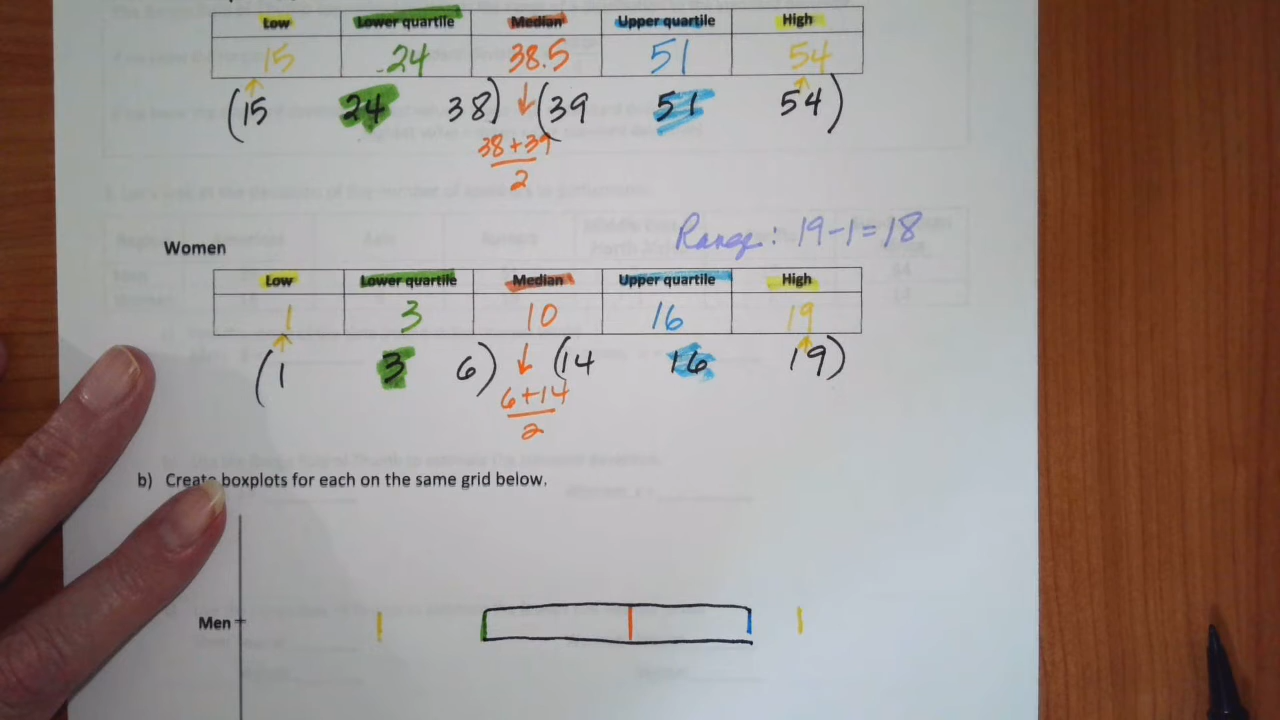 Low Lower quartile Median Upper quartile High
15 24 38.5 51 54
(15 24 38) (39 51 54)
38+39
2
Range: 19-1=18
Women
Low Lower quartile Median Upper quartile High
1 3 10 16 19
(1 3 6) (14 16 19)
6+14
2
b) Create boxplots for each on the same grid below.
Men